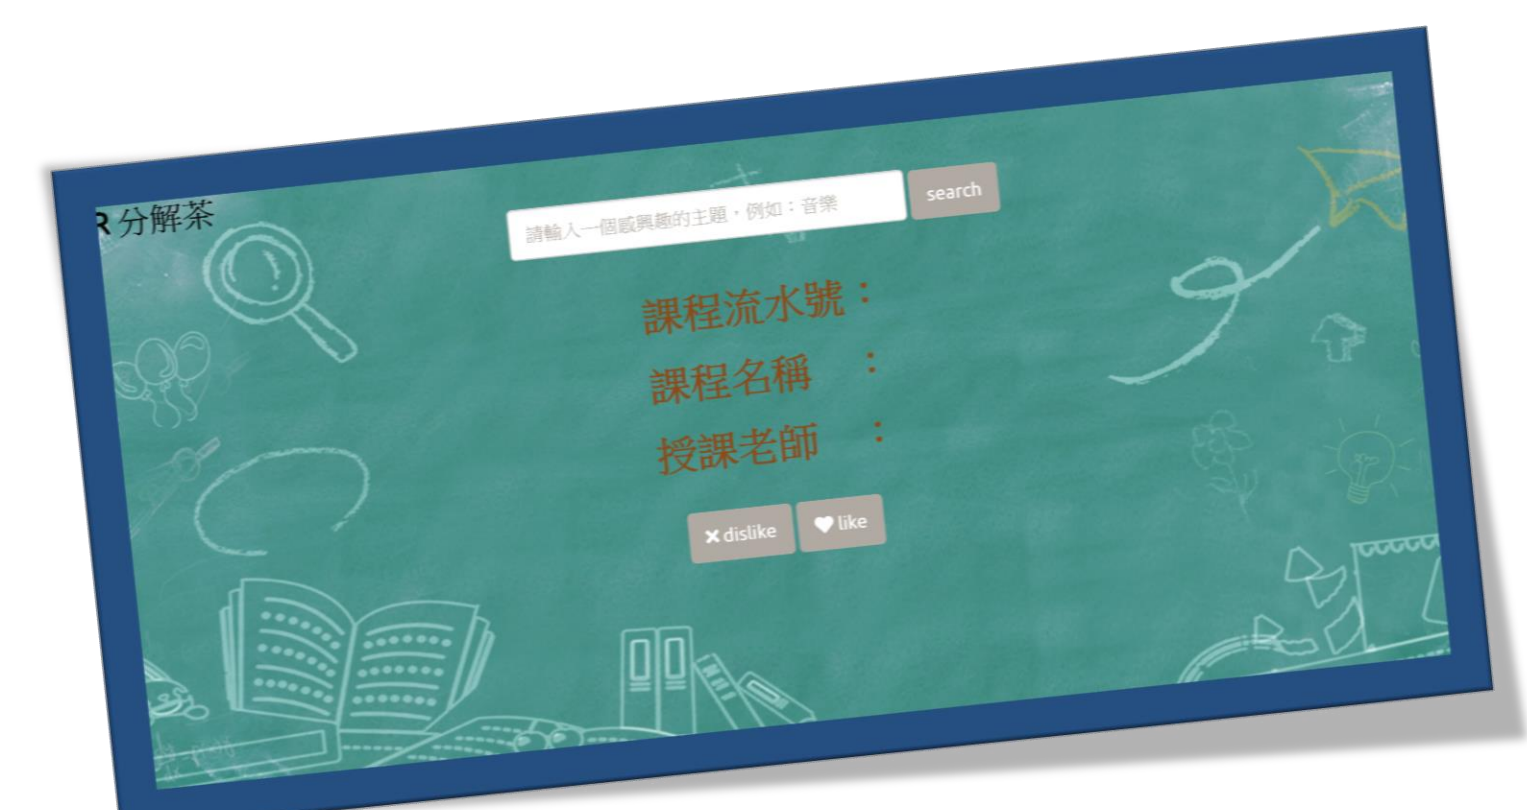 R 分解茶
請輸入一個感興趣的主題，例如：音樂
search
課程流水號：
課程名稱　：
授課老師　：
dislike
like